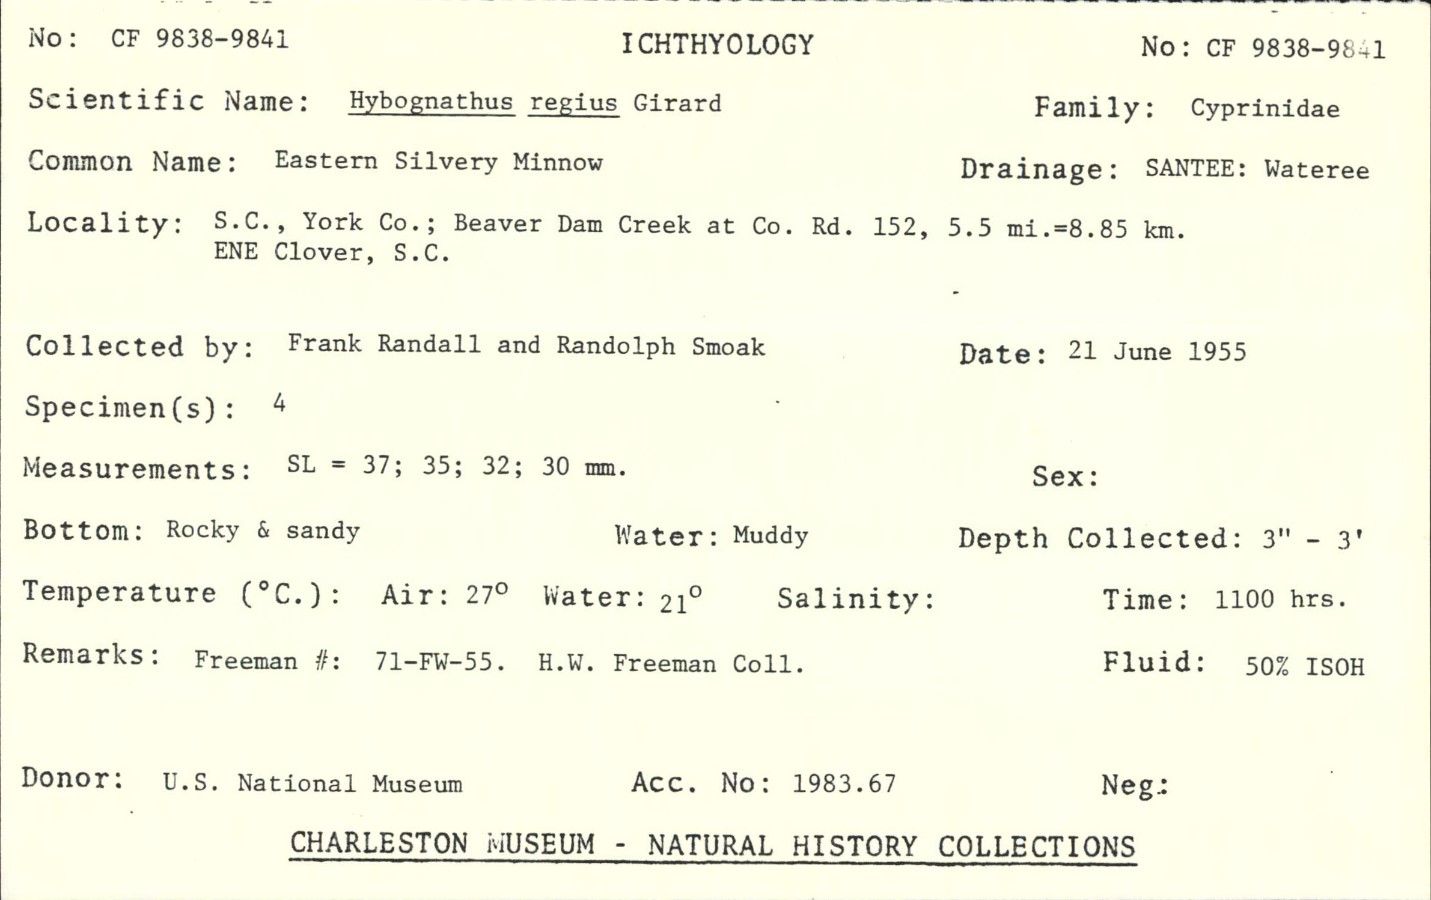 No: CF 9838-9841 ICHTHYOLOGY No: CF 9838-9841
Scientific Name: Hybognathus regius Girard Family: Cyprinidae
Common Name: Eastern Silvery Minnow Drainage: SANTEE: Wateree
Locality: S.C., York Co.; Beaver Dam Creek at Co. Rd. 152, 5.5 mi.=8.85 km.
ENE Clover, S.C.
Collected by: Frank Randall and Randolph Smoak Date: 21 June 1955
Specimen(s): 4
Measurements: SL = 37; 35; 32; 30 mm. Sex:
Bottom: Rocky & sandy Water: Muddy Depth Collected: 3" - 3'
Temperature (°C.): Air: 27° Water: 21° Salinity: Time: 1100 hrs.
Remarks: Freeman #: 71-FW-55. H.W. Freeman Coll. Fluid: 50% ISOH
Donor: U.S. National Museum Acc. No: 1983.67 Neg.:
CHARLESTON MUSEUM - NATURAL HISTORY COLLECTIONS